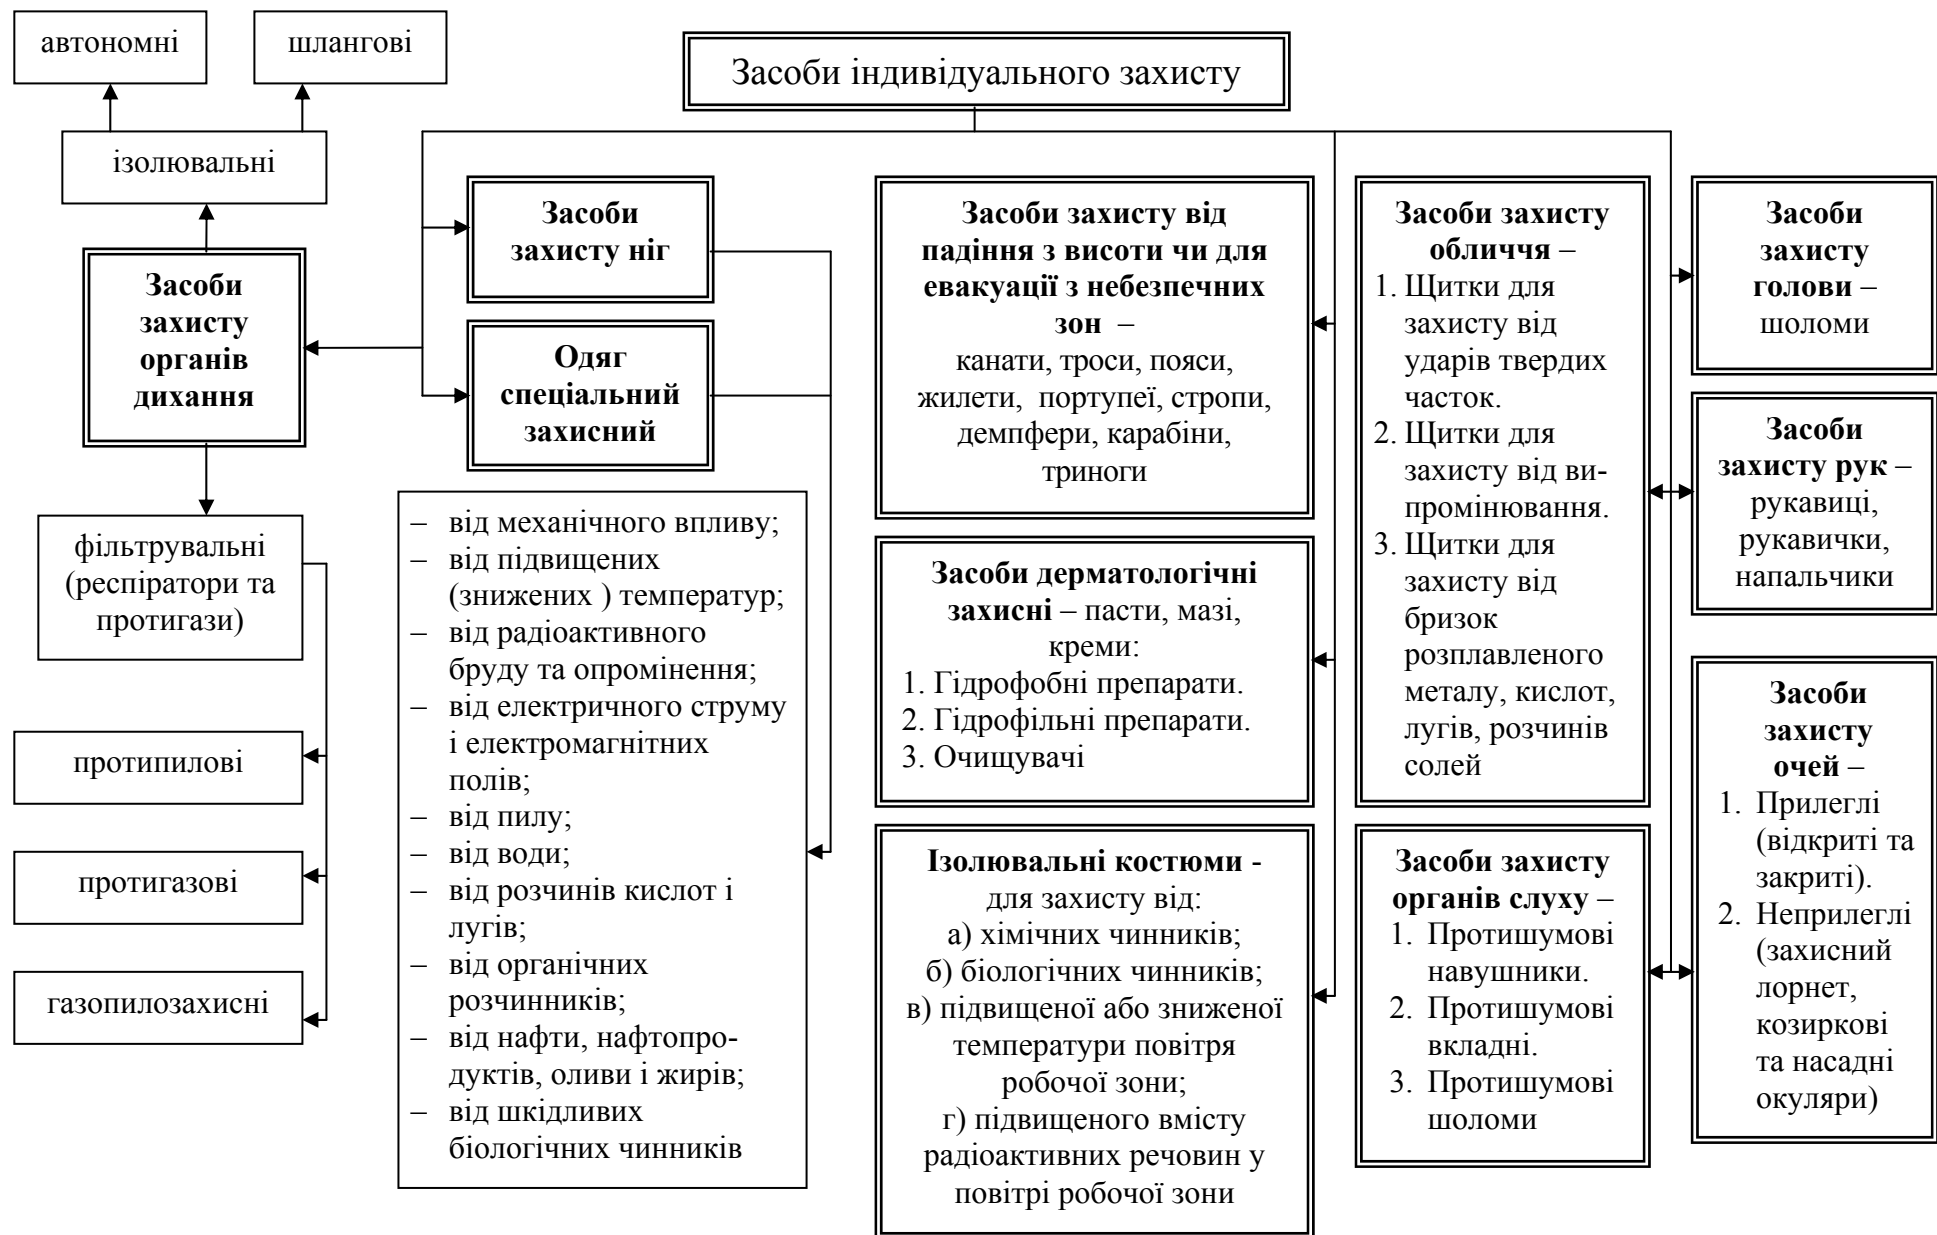 автономні
шлангові
Засоби індивідуального захисту
ізолювальні
Засоби
захисту
органів
дихання
фільтрувальні
(респіратори та
протигази)
протипилові
протигазові
газопилозахисні
Засоби
захисту ніг
Одяг
спеціальний
захисний
– від механічного впливу;
– від підвищених
(знижених ) температур;
– від радіоактивного
бруду та опромінення;
– від електричного струму
і електромагнітних
полів;
– від пилу;
– від води;
– від розчинів кислот і
лугів;
– від органічних
розчинників;
– від нафти, нафтопро-
дуктів, оливи і жирів;
– від шкідливих
біологічних чинників
Засоби захисту від
падіння з висоти чи для
евакуації з небезпечних
зон –
канати, троси, пояси,
жилети, портупеї, стропи,
демпфери, карабіни,
триноги
Засоби дерматологічні
захисні – пасти, мазі,
креми:
1. Гідрофобні препарати.
2. Гідрофільні препарати.
3. Очищувачі
Ізолювальні костюми -
для захисту від:
а) хімічних чинників;
б) біологічних чинників;
в) підвищеної або зниженої
температури повітря
робочої зони;
г) підвищеного вмісту
радіоактивних речовин у
повітрі робочої зони
Засоби захисту
обличчя –
1. Щитки для
захисту від
ударів твердих
часток.
2. Щитки для
захисту від ви-
промінювання.
3. Щитки для
захисту від
бризок
розплавленого
металу, кислот,
лугів, розчинів
солей
Засоби захисту
органів слуху –
1. Протишумові
навушники.
2. Протишумові
вкладні.
3. Протишумові
шоломи
Засоби
захисту
голови –
шоломи
Засоби
захисту рук –
рукавиці,
рукавички,
напальчики
Засоби
захисту
очей –
1. Прилеглі
(відкриті та
закриті).
2. Неприлеглі
(захисний
лорнет,
козиркові
та насадні
окуляри)